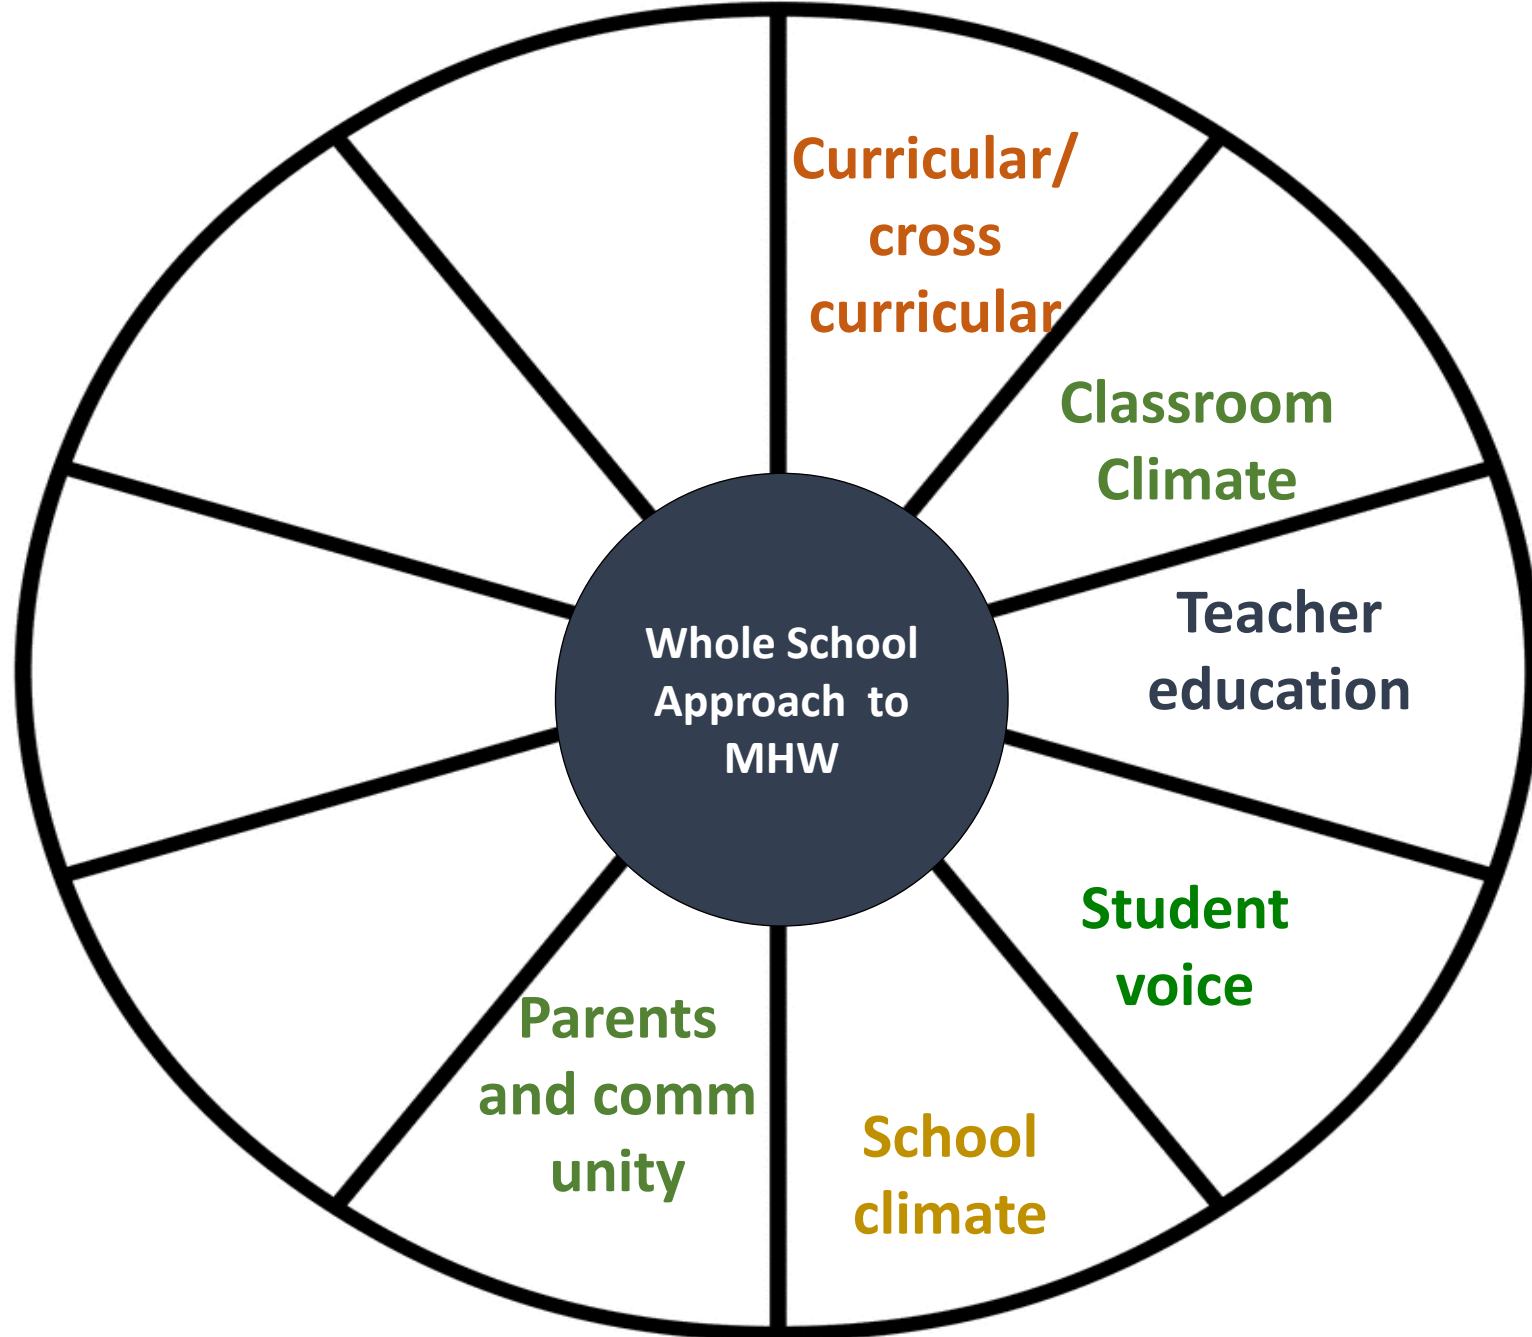 Curricular/
cross
curricular
Classroom
Climate
Teacher
education
Student
voice
School
climate
Parents
and comm
unity
Whole School
Approach  to
MHW